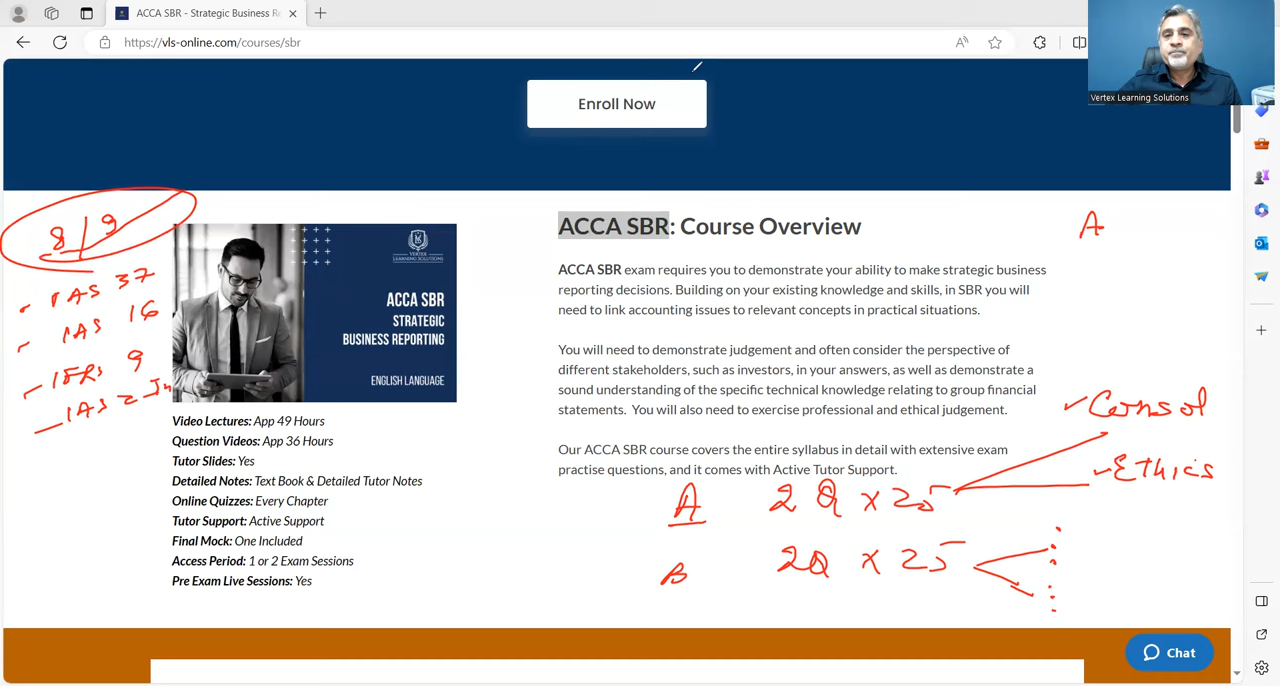 ACCA SBR - Strategic Business Re
https://vls-online.com/courses/sbr
Vertex Learning Solutions
Enroll Now
8/9
IAS 37
IAS 16
IFRS 9
IAS 2 In
VERTEX
LEARNING SOLUTIONS
ACCA SBR
STRATEGIC
BUSINESS REPORTING
ENGLISH LANGUAGE
Video Lectures: App 49 Hours
Question Videos: App 36 Hours
Tutor Slides: Yes
Detailed Notes: Text Book & Detailed Tutor Notes
Online Quizzes: Every Chapter
Tutor Support: Active Support
Final Mock: One Included
Access Period: 1 or 2 Exam Sessions
Pre Exam Live Sessions: Yes
ACCA SBR: Course Overview
A
ACCA SBR exam requires you to demonstrate your ability to make strategic business
reporting decisions. Building on your existing knowledge and skills, in SBR you will
need to link accounting issues to relevant concepts in practical situations.
You will need to demonstrate judgement and often consider the perspective of
different stakeholders, such as investors, in your answers, as well as demonstrate a
sound understanding of the specific technical knowledge relating to group financial
statements. You will also need to exercise professional and ethical judgement.
Our ACCA SBR course covers the entire syllabus in detail with extensive exam
practise questions, and it comes with Active Tutor Support.
Consol
Ethics
A 2Q x 25
B 2Q x 25
Chat